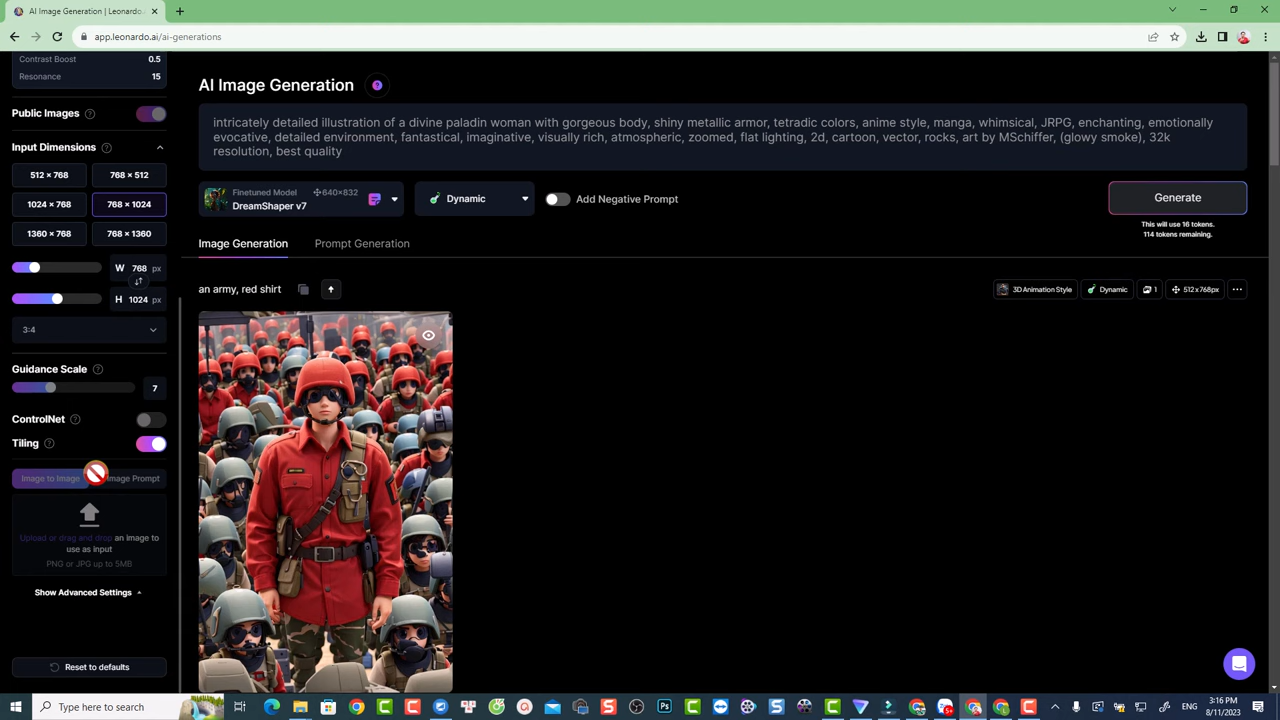 AI Image Generation | Leonardo.
app.leonardo.ai/ai-generations
Contrast Boost 0.5
Resonance 15
Public Images ?
Input Dimensions ?
512 × 768 768 × 512
1024 × 768 768 × 1024
1360 × 768 768 × 1360
W 768 px
H 1024 px
3:4
Guidance Scale ?
7
ControlNet ?
Tiling ?
Image to Image Image Prompt
Upload or drag and drop an image to
use as input
PNG or JPG up to 5MB
Show Advanced Settings
Reset to defaults
AI Image Generation ?
intricately detailed illustration of a divine paladin woman with gorgeous body, shiny metallic armor, tetradic colors, anime style, manga, whimsical, JRPG, enchanting, emotionally
evocative, detailed environment, fantastical, imaginative, visually rich, atmospheric, zoomed, flat lighting, 2d, cartoon, vector, rocks, art by MSchiffer, (glowy smoke), 32k
resolution, best quality
Finetuned Model 640×832
DreamShaper v7
Dynamic
Add Negative Prompt
Generate
This will use 16 tokens.
114 tokens remaining.
Image Generation Prompt Generation
an army, red shirt
3D Animation Style Dynamic 1 512 x 768px
Type here to search
3:16 PM
8/11/2023